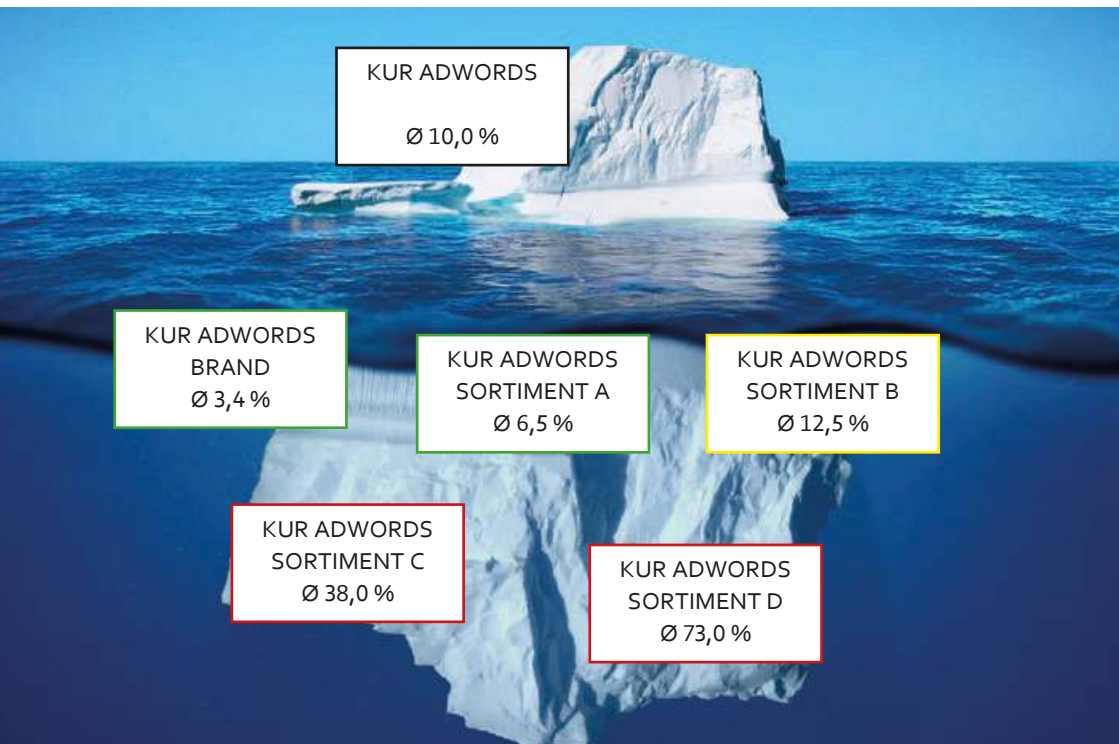 KUR ADWORDS
Ø 10,0 %
KUR ADWORDS
BRAND
Ø 3,4 %
KUR ADWORDS
SORTIMENT A
Ø 6,5 %
KUR ADWORDS
SORTIMENT B
Ø 12,5 %
KUR ADWORDS
SORTIMENT C
Ø 38,0 %
KUR ADWORDS
SORTIMENT D
Ø 73,0 %